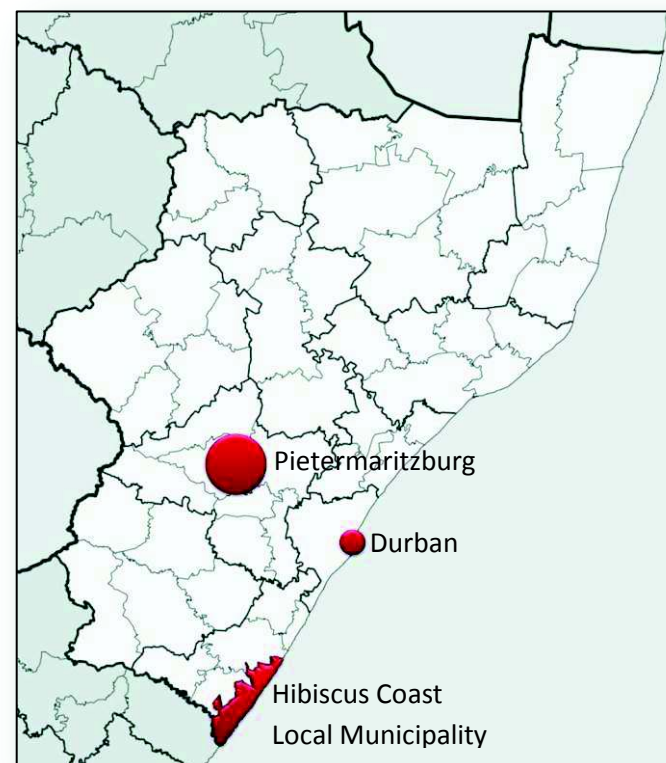 Pietermaritzburg
Durban
Hibiscus Coast
Local Municipality